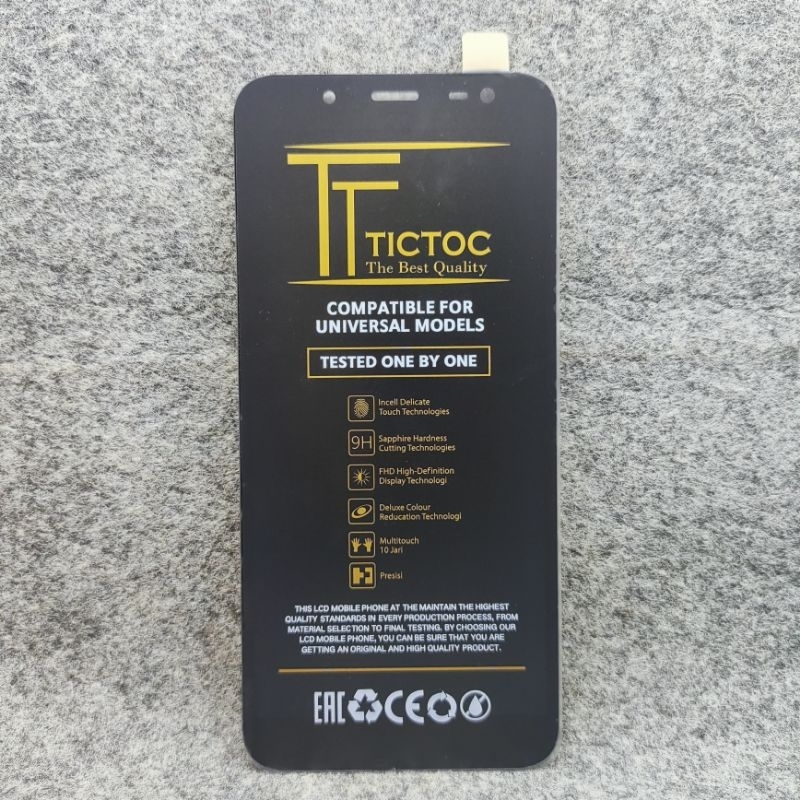 TT
TICTOC
The Best Quality
COMPATIBLE FOR
UNIVERSAL MODELS
TESTED ONE BY ONE
Incell Delicate
Touch Technologies
9H
Sapphire Hardness
Cutting Technologies
FHD High-Definition
Display Technologi
Deluxe Colour
Reducation Technologi
Multitouch
10 Jari
Presisi
THIS LCD MOBILE PHONE AT THE MAINTAIN THE HIGHEST
QUALITY STANDARDS IN EVERY PRODUCTION PROCESS, FROM
MATERIAL SELECTION TO FINAL TESTING. BY CHOOSING OUR
LCD MOBILE PHONE, YOU CAN BE SURE THAT YOU ARE
GETTING AN ORIGINAL AND HIGH QUALITY PRODUCT.
EAC CE